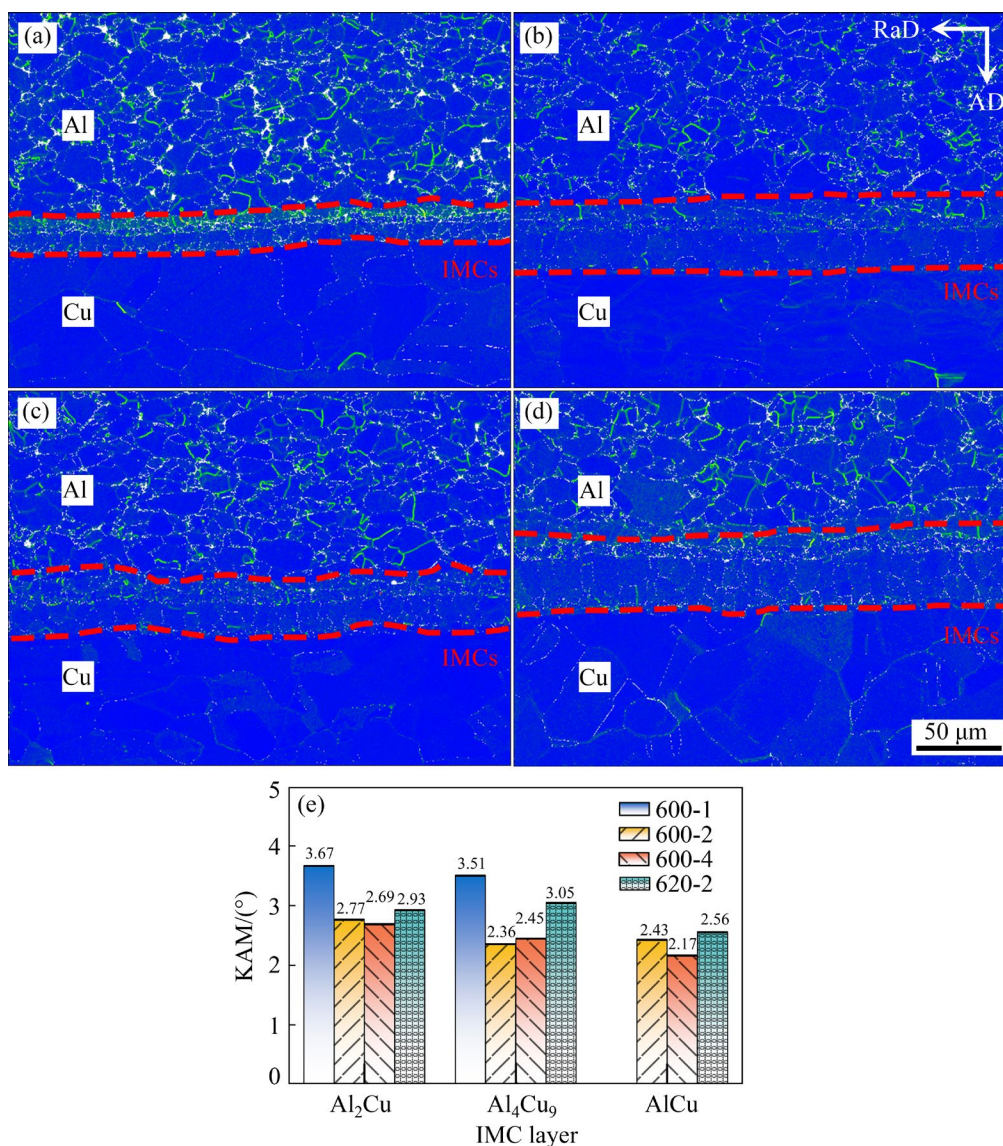 (a)
Al
IMCs
Cu
(b)
RaD
AD
IMCs
(c)
Al
IMCs
Cu
(d)
Al
IMCs
Cu
50 μm
(e)
KAM/(°)
5
4
3
2
1
0
600-1
600-2
600-4
620-2
3.67
2.77
2.69
2.93
3.51
2.36
2.45
3.05
2.43
2.17
2.56
Al₂Cu
Al₄Cu₉
AlCu
IMC layer